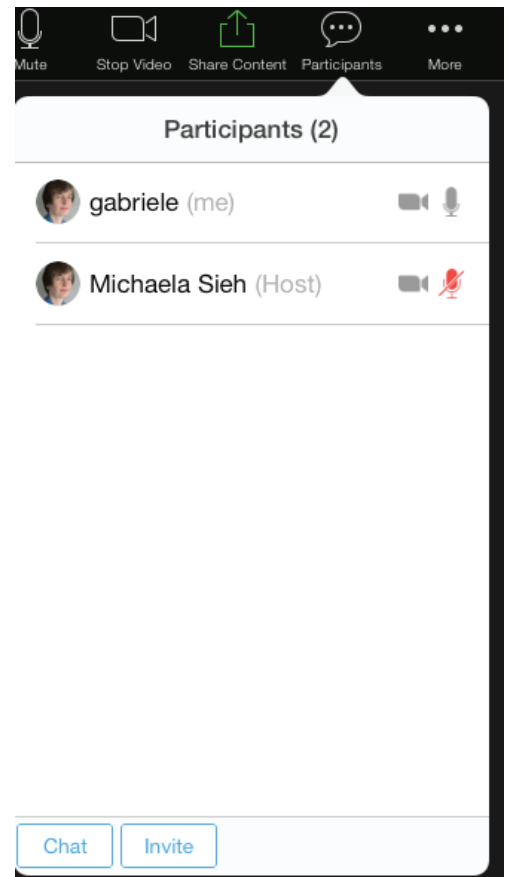 Mute Stop Video Share Content Participants More
Participants (2)
gabriele (me)
Michaela Sieh (Host)
Chat Invite